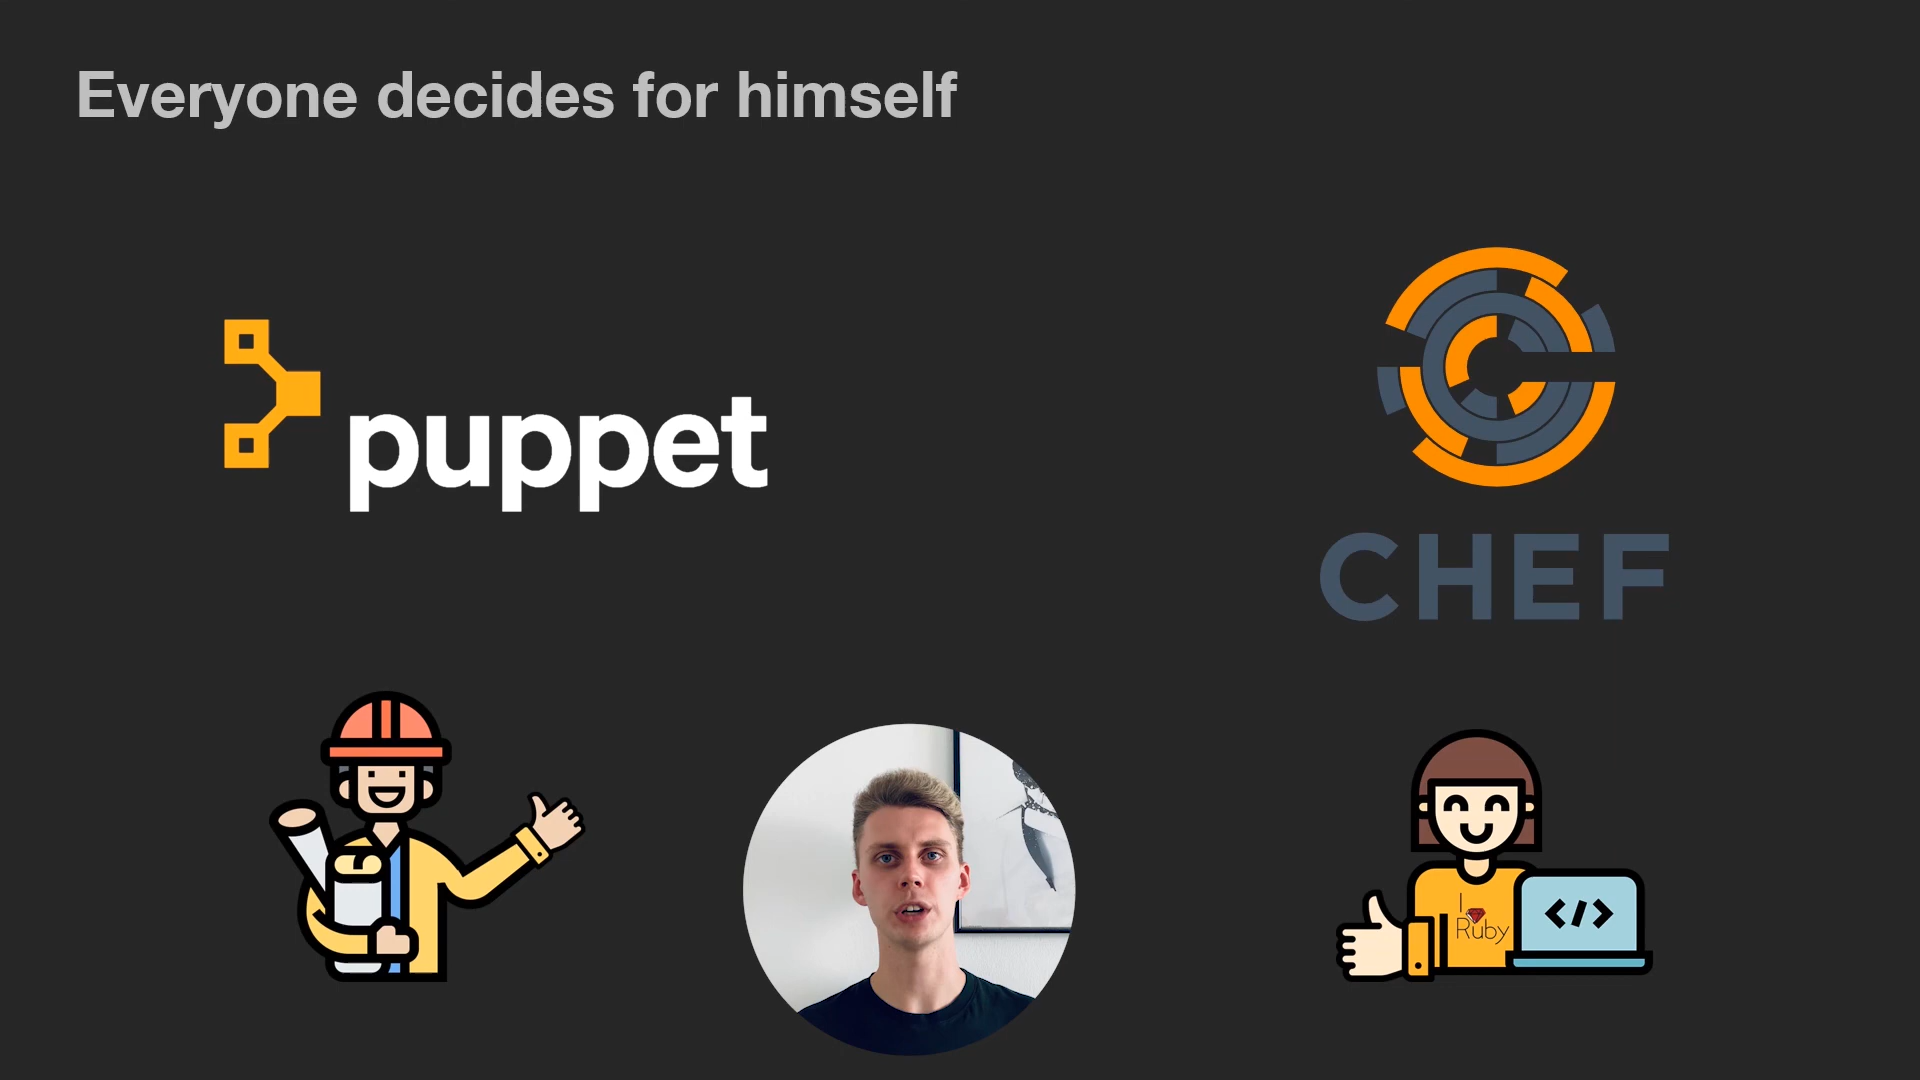 Everyone decides for himself
puppet
CHEF
I
Ruby
</>